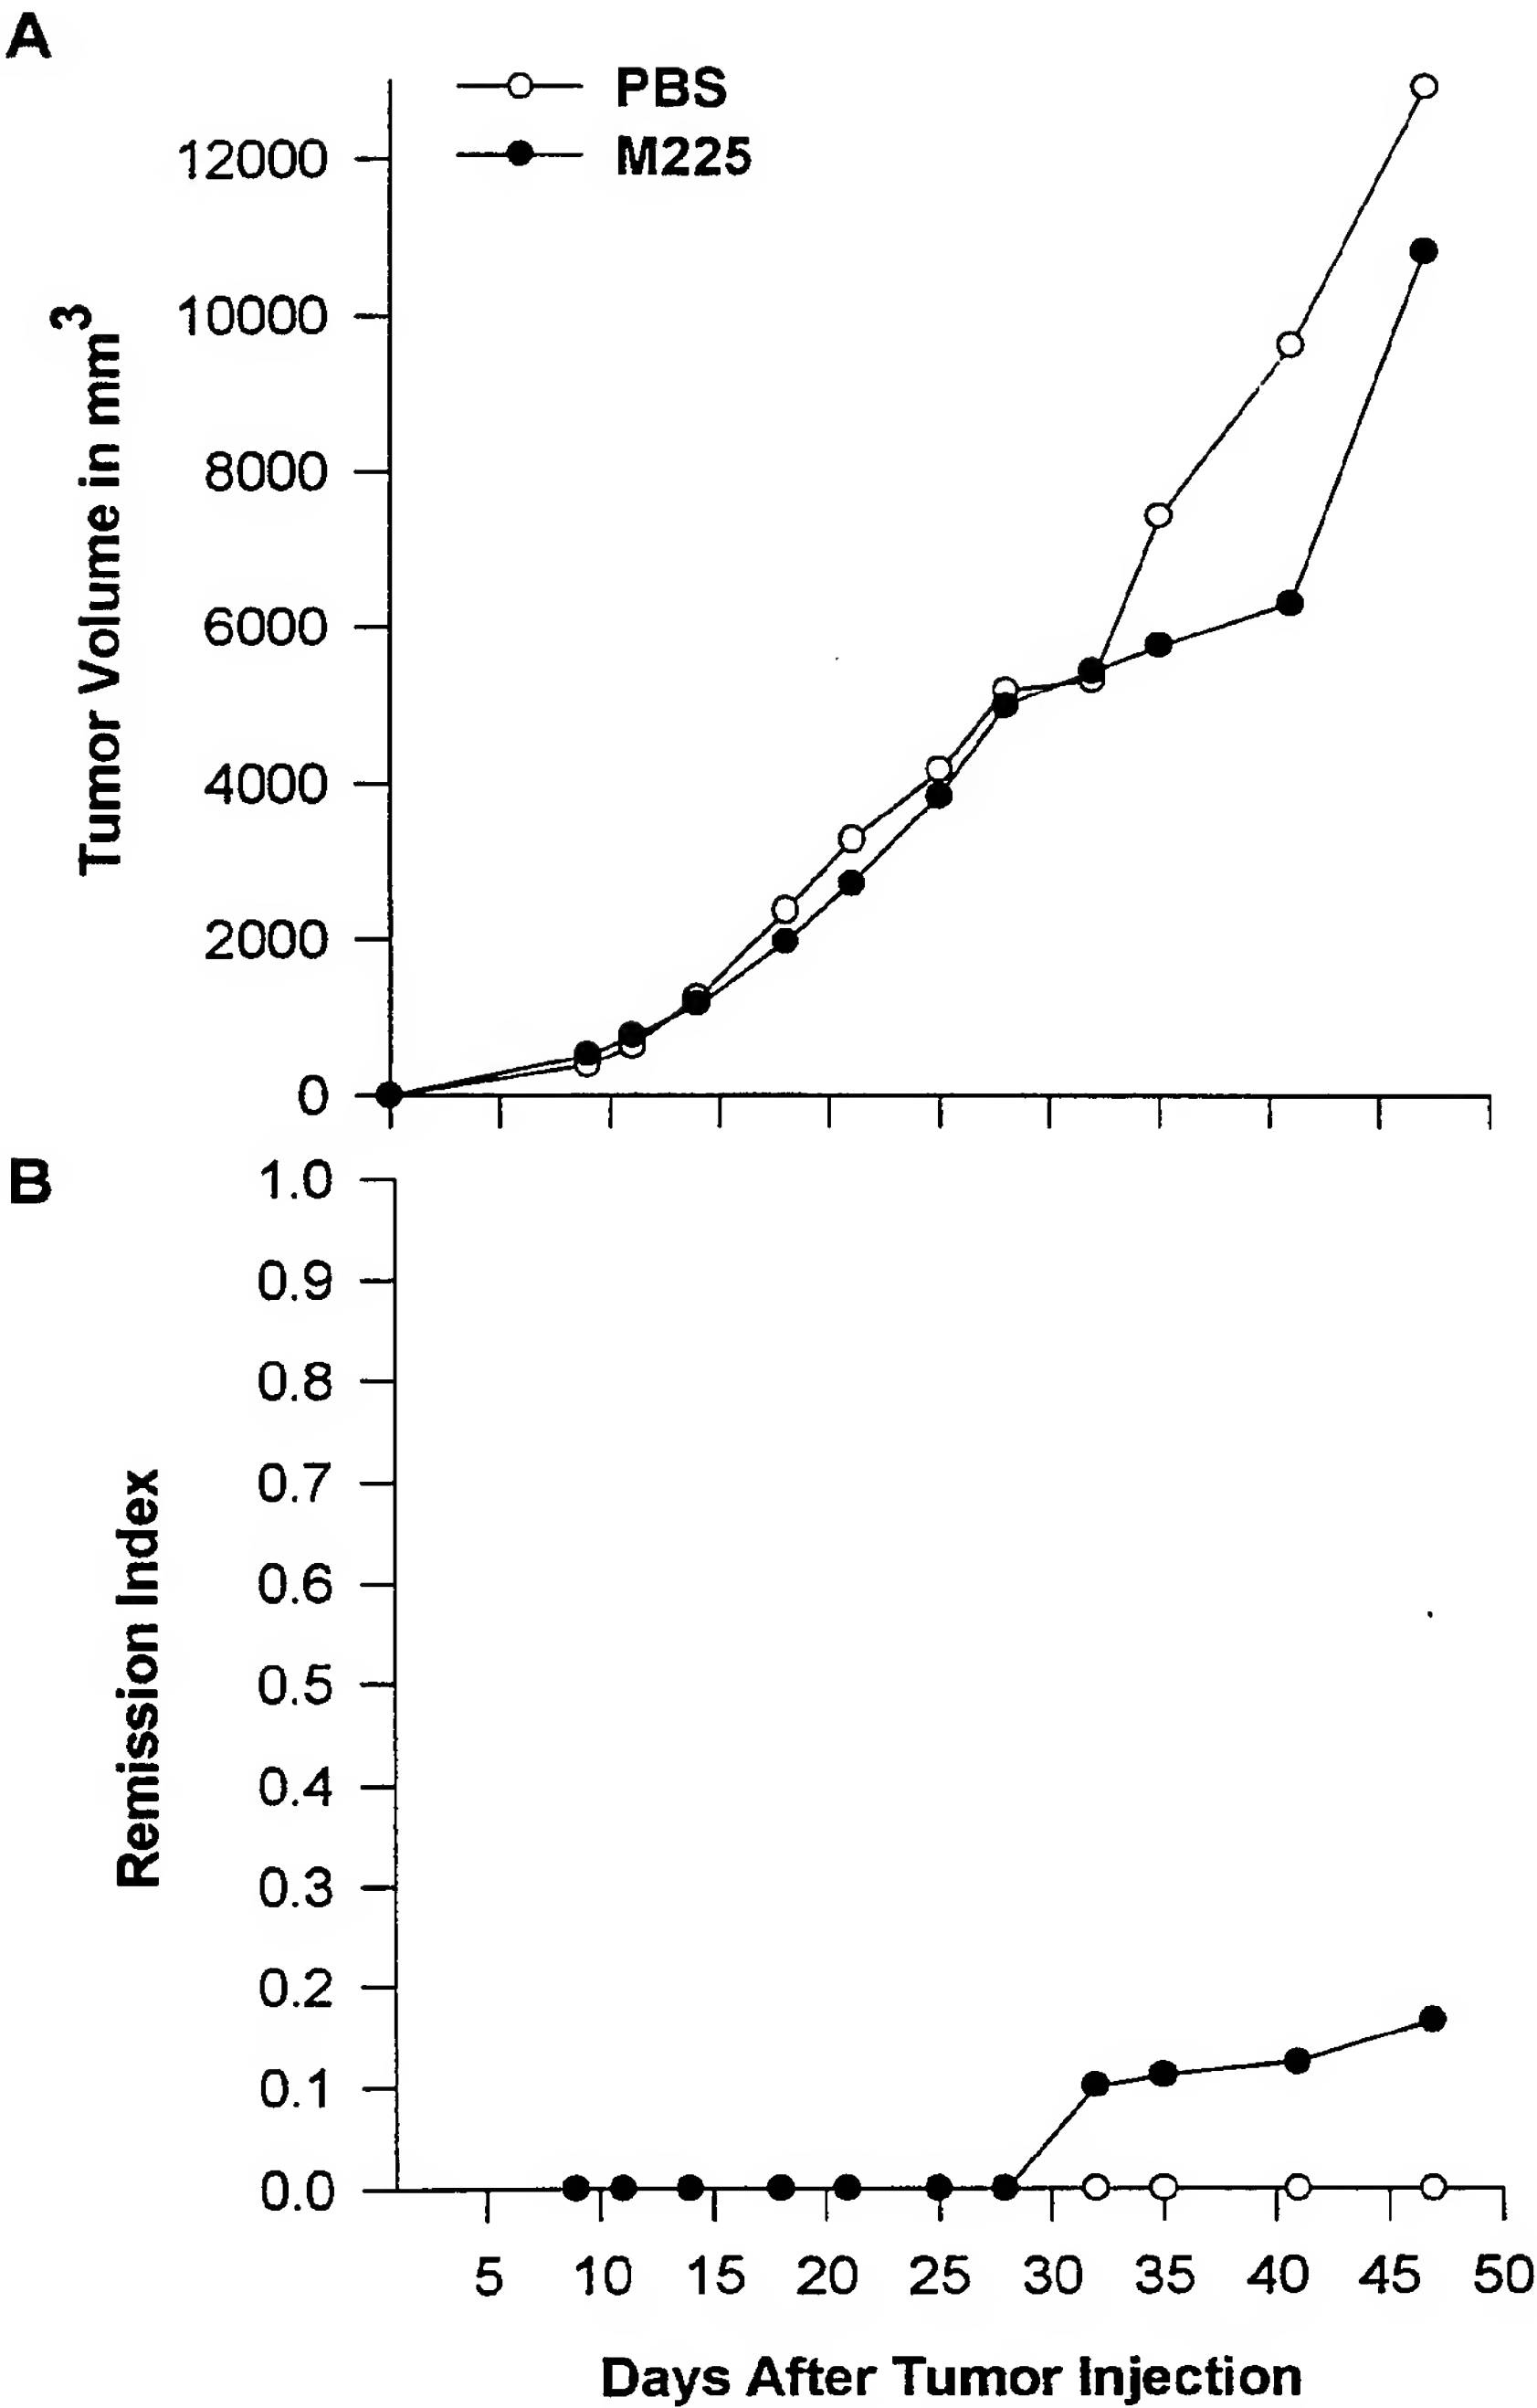 A
PBS
M225
12000
10000
8000
6000
4000
2000
0
Tumor Volume in mm3
B
1.0
0.9
0.8
0.7
0.6
0.5
0.4
0.3
0.2
0.1
0.0
Remission Index
5 10 15 20 25 30 35 40 45 50
Days After Tumor Injection